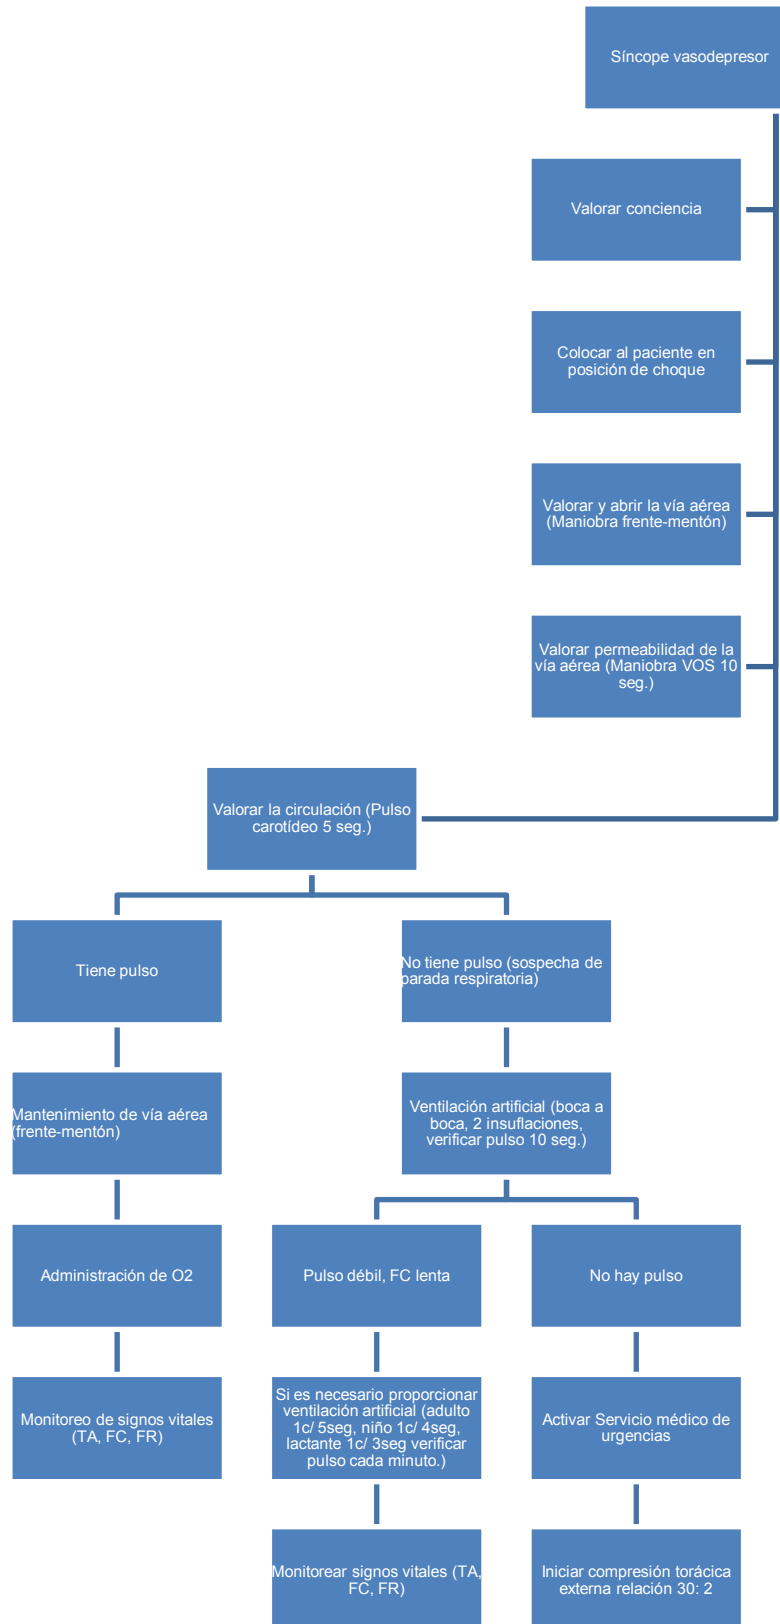 Síncope vasodepresor
Valorar conciencia
Colocar al paciente en
posición de choque
Valorar y abrir la vía aérea
(Maniobra frente-mentón)
Valorar permeabilidad de la
vía aérea (Maniobra VOS 10
seg.)
Valorar la circulación (Pulso
carotídeo 5 seg.)
Tiene pulso
No tiene pulso (sospecha de
parada respiratoria)
Mantenimiento de vía aérea
(frente-mentón)
Ventilación artificial (boca a
boca, 2 insuflaciones,
verificar pulso 10 seg.)
Administración de O2
Pulso débil, FC lenta
No hay pulso
Monitoreo de signos vitales
(TA, FC, FR)
Si es necesario proporcionar
ventilación artificial (adulto
1c/ 5seg, niño 1c/ 4seg,
lactante 1c/ 3seg verificar
pulso cada minuto.)
Activar Servicio médico de
urgencias
Monitorear signos vitales (TA,
FC, FR)
Iniciar compresión torácica
externa relación 30: 2